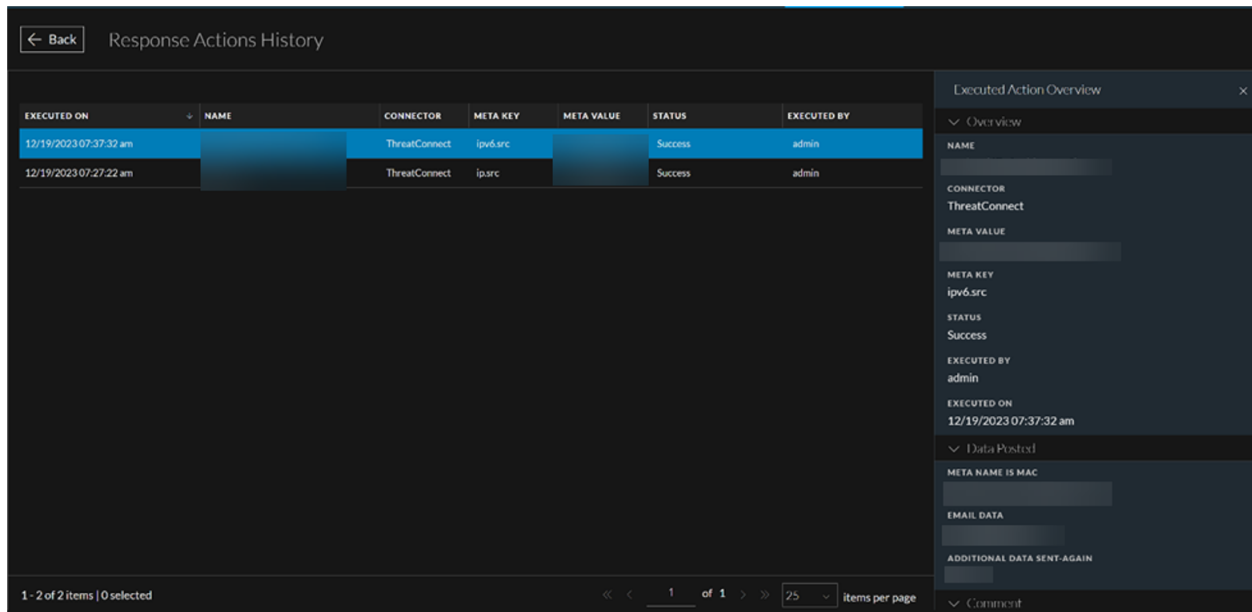 Back Response Actions History
EXECUTED ON NAME CONNECTOR META KEY META VALUE STATUS EXECUTED BY
12/19/2023 07:37:32 am ThreatConnect ipv6.src Success admin
12/19/2023 07:27:22 am ThreatConnect ip.src Success admin
1 - 2 of 2 items | 0 selected
1 of 1 25 items per page
Executed Action Overview
Overview
NAME
CONNECTOR
ThreatConnect
META VALUE
META KEY
ipv6.src
STATUS
Success
EXECUTED BY
admin
EXECUTED ON
12/19/2023 07:37:32 am
Data Posted
META NAME IS MAC
EMAIL DATA
ADDITIONAL DATA SENT-AGAIN
Comment